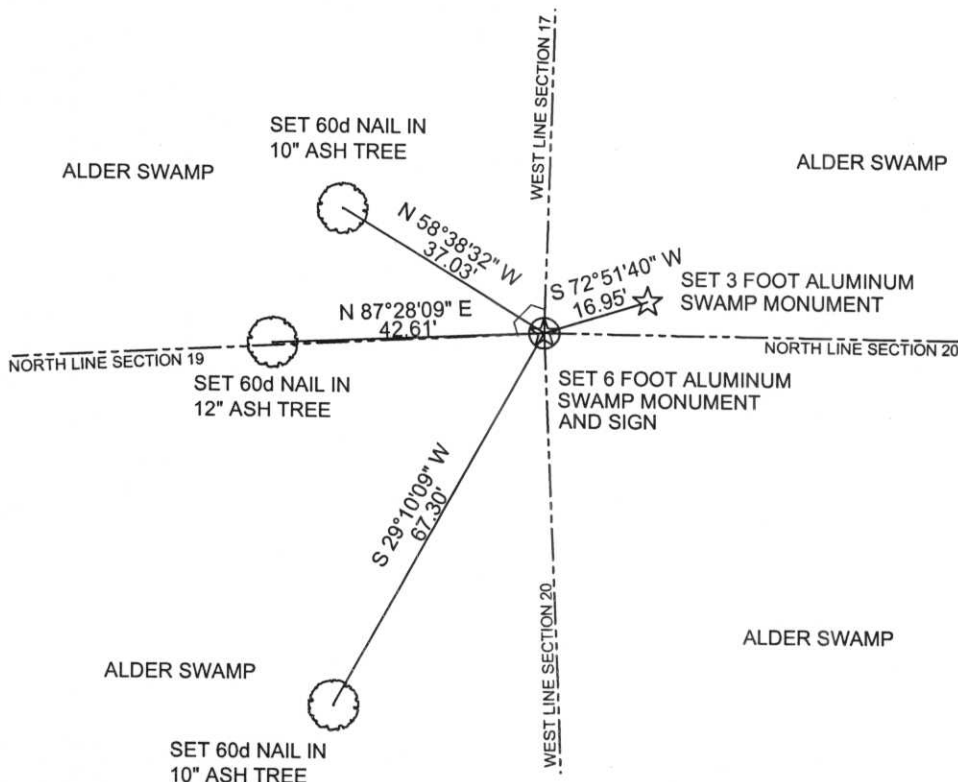 WEST LINE SECTION 17
SET 60d NAIL IN
10" ASH TREE
ALDER SWAMP
ALDER SWAMP
N 58°38'32" W
37.03'
S 72°51'40" W
16.95'
SET 3 FOOT ALUMINUM
SWAMP MONUMENT
N 87°28'09" E
42.61'
NORTH LINE SECTION 19
NORTH LINE SECTION 20
SET 60d NAIL IN
12" ASH TREE
SET 6 FOOT ALUMINUM
SWAMP MONUMENT
AND SIGN
S 29°10'09" W
67.30'
WEST LINE SECTION 20
ALDER SWAMP
ALDER SWAMP
SET 60d NAIL IN
10" ASH TREE